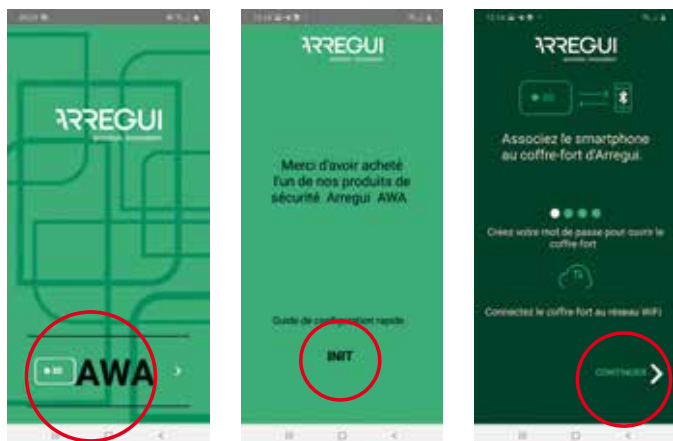 ARREGUI
AWA
ARREGUI
Merci d'avoir acheté
l'un de nos produits de
sécurité Arregui AWA
Guide de configuration rapide
INIT
ARREGUI
Associez le smartphone
au coffre-fort d'Arregui.
Créez votre mot de passe pour ouvrir le
coffre-fort
Connectez le coffre-fort au réseau WiFi
CONTINUER